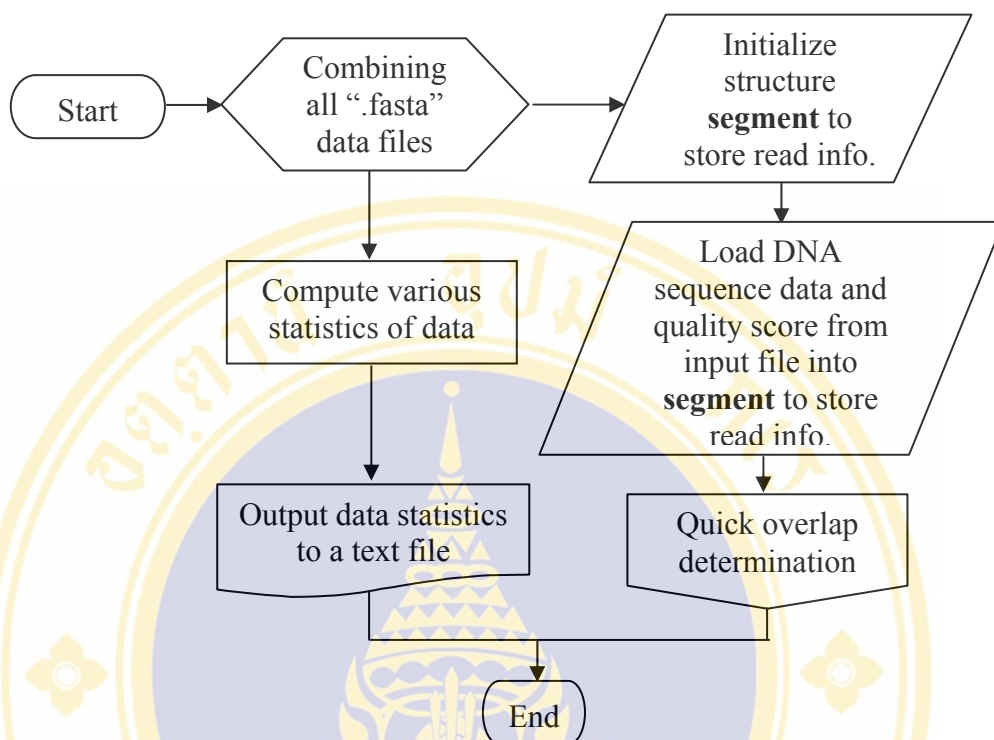 Start
Combining
all “.fasta”
data files
Initialize
structure
segment to
store read info.
Compute various
statistics of data
Load DNA
sequence data and
quality score from
input file into
segment to store
read info.
Output data statistics
to a text file
Quick overlap
determination
End